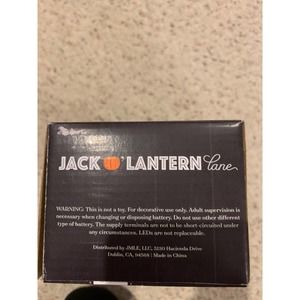 JACK O'LANTERN lane
WARNING: This is not a toy. For decorative use only. Adult supervision is
necessary when changing or disposing battery. Do not use other different
type of battery. The supply terminals are not to be short-circuited under
any circumstances. LEDs are not replaceable.
Distributed by JMLE, LLC, 5130 Hacienda Drive
Dublin, CA, 94568 | Made in China